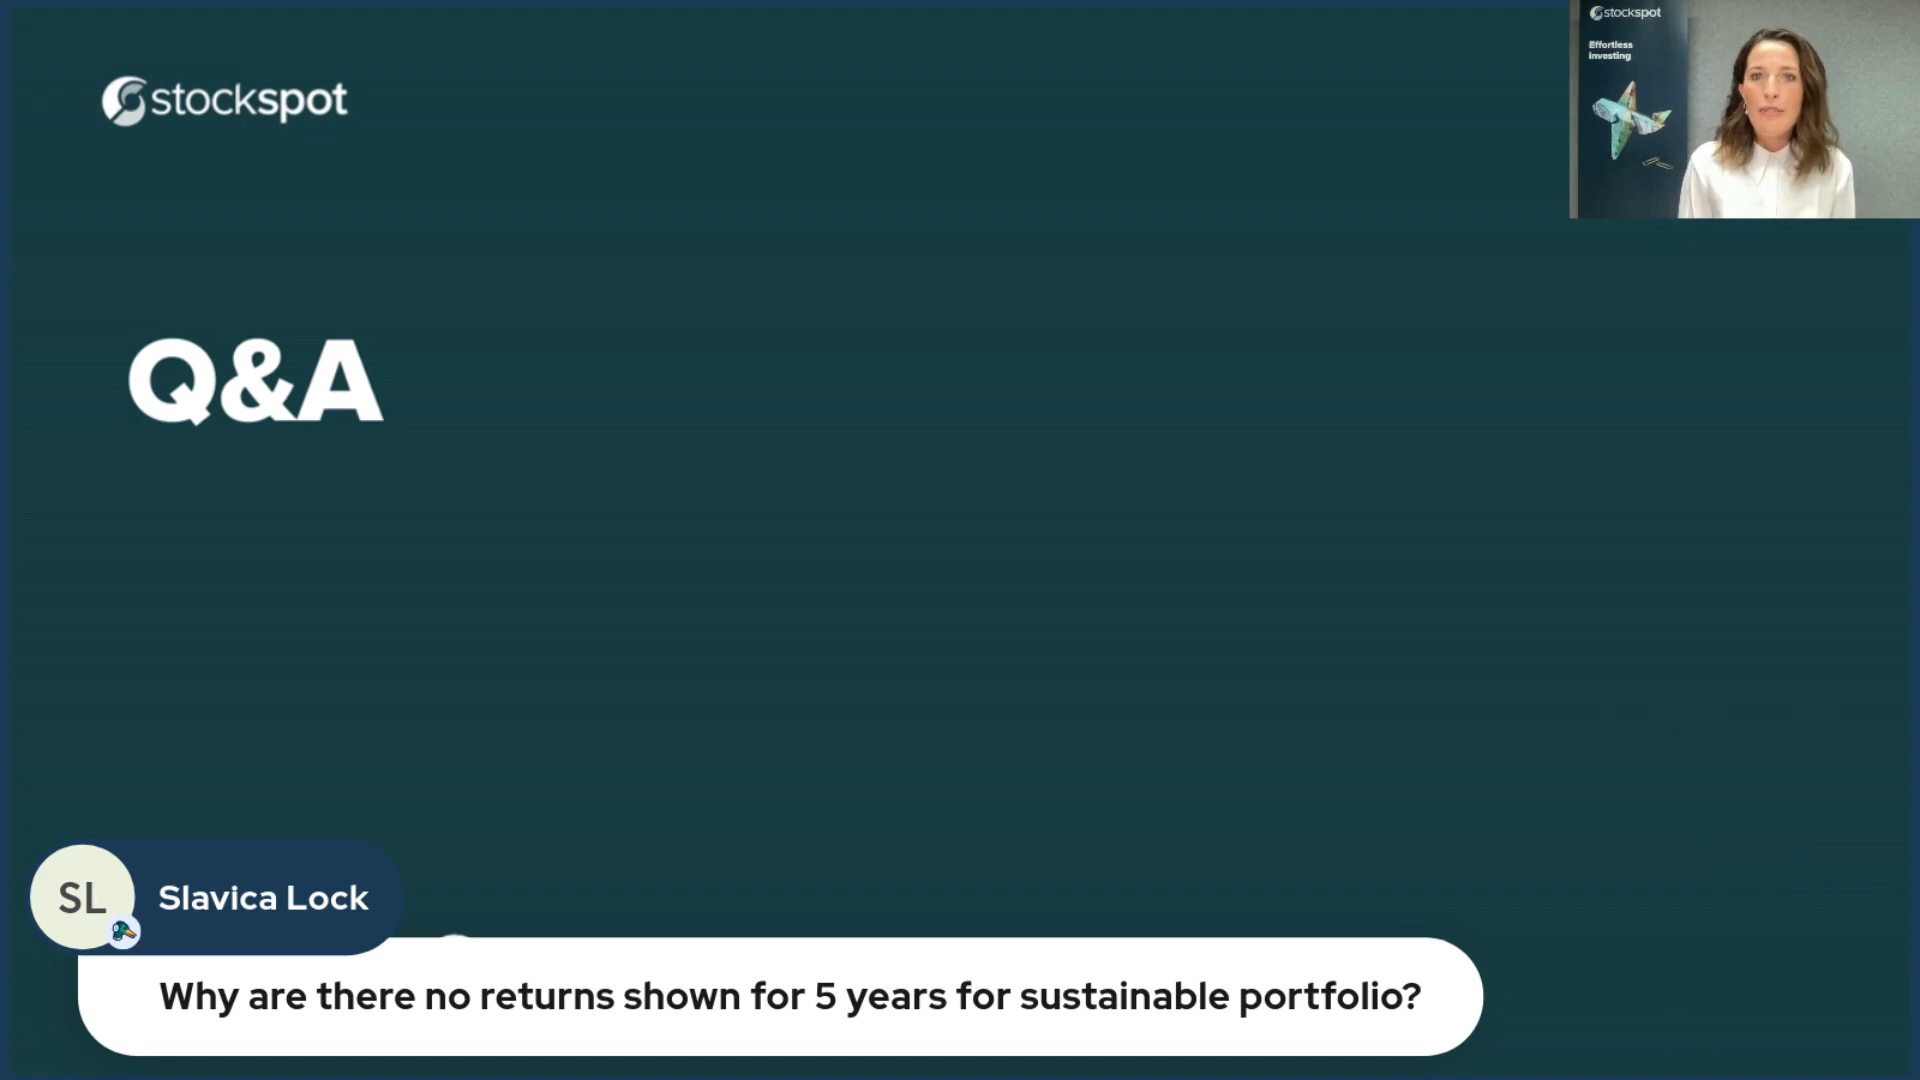 stockspot
stockspot
Effortless
investing
Q&A
SL
Slavica Lock
Why are there no returns shown for 5 years for sustainable portfolio?